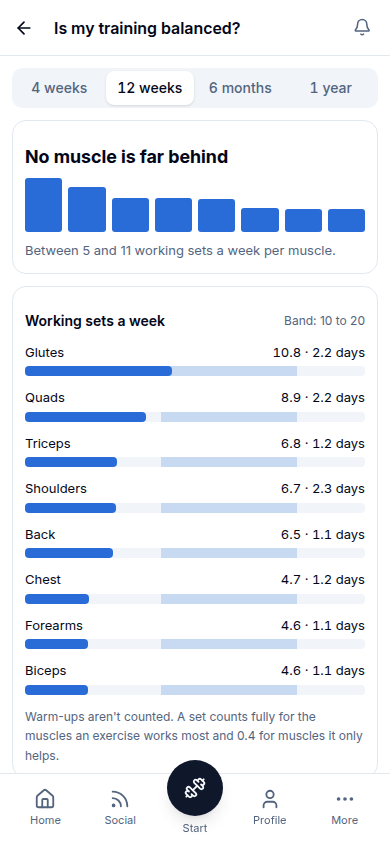 Is my training balanced?
4 weeks
12 weeks
6 months
1 year
No muscle is far behind
Between 5 and 11 working sets a week per muscle.
Working sets a week
Band: 10 to 20
Glutes
10.8 · 2.2 days
Quads
8.9 · 2.2 days
Triceps
6.8 · 1.2 days
Shoulders
6.7 · 2.3 days
Back
6.5 · 1.1 days
Chest
4.7 · 1.2 days
Forearms
4.6 · 1.1 days
Biceps
4.6 · 1.1 days
Warm-ups aren't counted. A set counts fully for the
muscles an exercise works most and 0.4 for muscles it only
helps.
Home
Social
Start
Profile
More